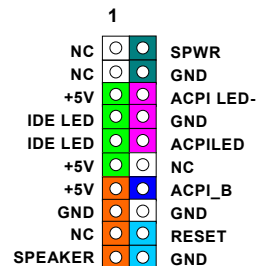 1
NC SPWR
NC GND
+5V ACPI LED-
IDE LED GND
IDE LED ACPILED
+5V NC
+5V ACPI_B
GND GND
NC RESET
SPEAKER GND